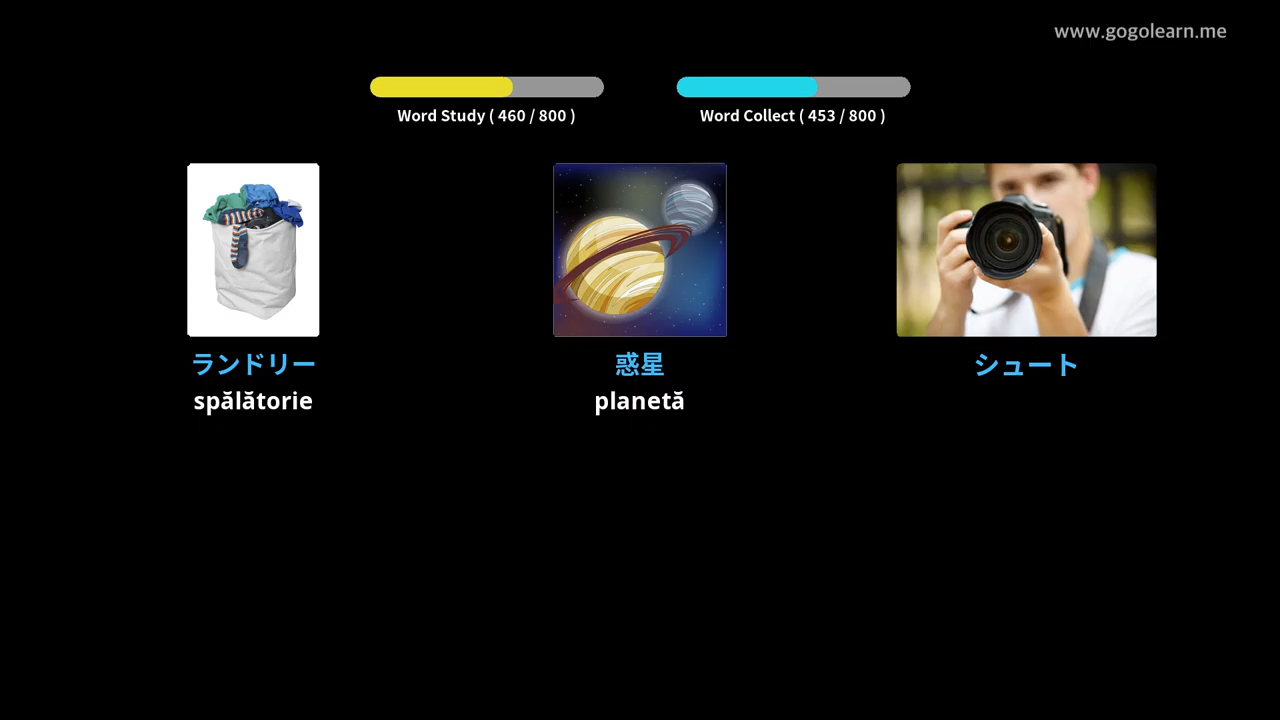 www.gogolearn.me
Word Study ( 460 / 800 )
Word Collect ( 453 / 800 )
ランドリー
spălătorie
惑星
planetă
シュート